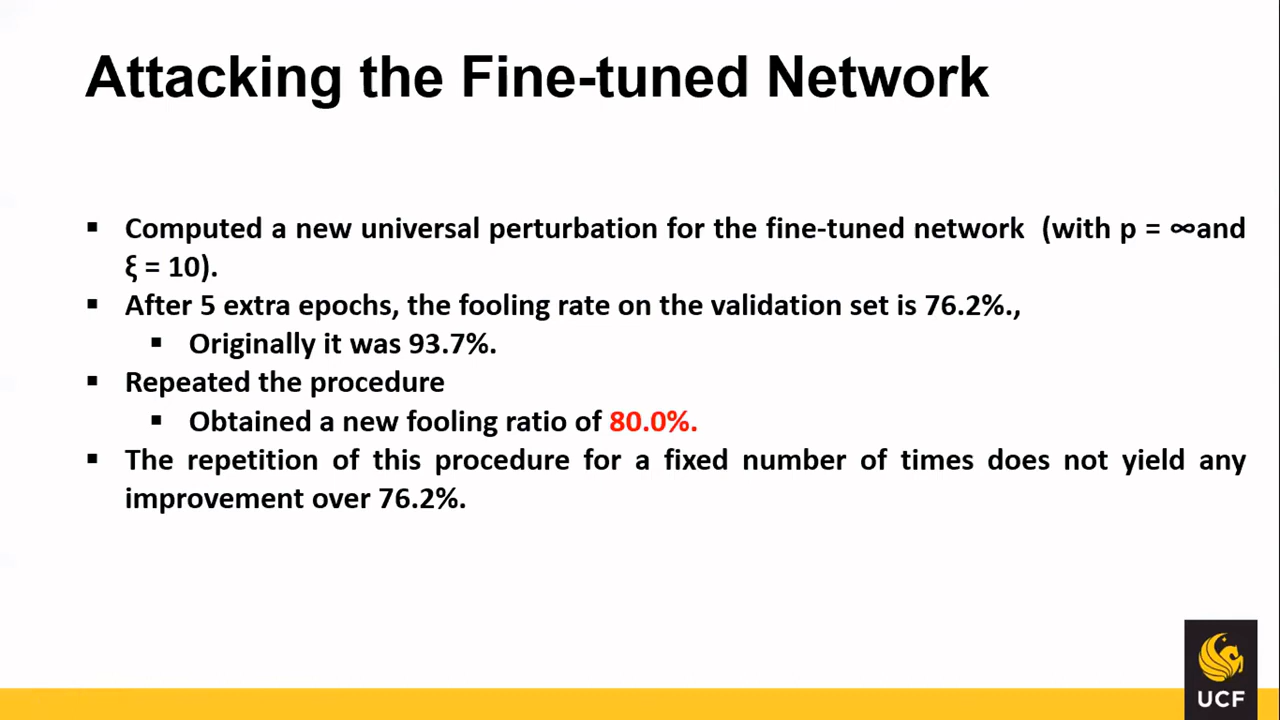 Attacking the Fine-tuned Network
▪ Computed a new universal perturbation for the fine-tuned network (with p = ∞and
ξ = 10).
▪ After 5 extra epochs, the fooling rate on the validation set is 76.2%.,
▪ Originally it was 93.7%.
▪ Repeated the procedure
▪ Obtained a new fooling ratio of 80.0%.
▪ The repetition of this procedure for a fixed number of times does not yield any
improvement over 76.2%.
UCF